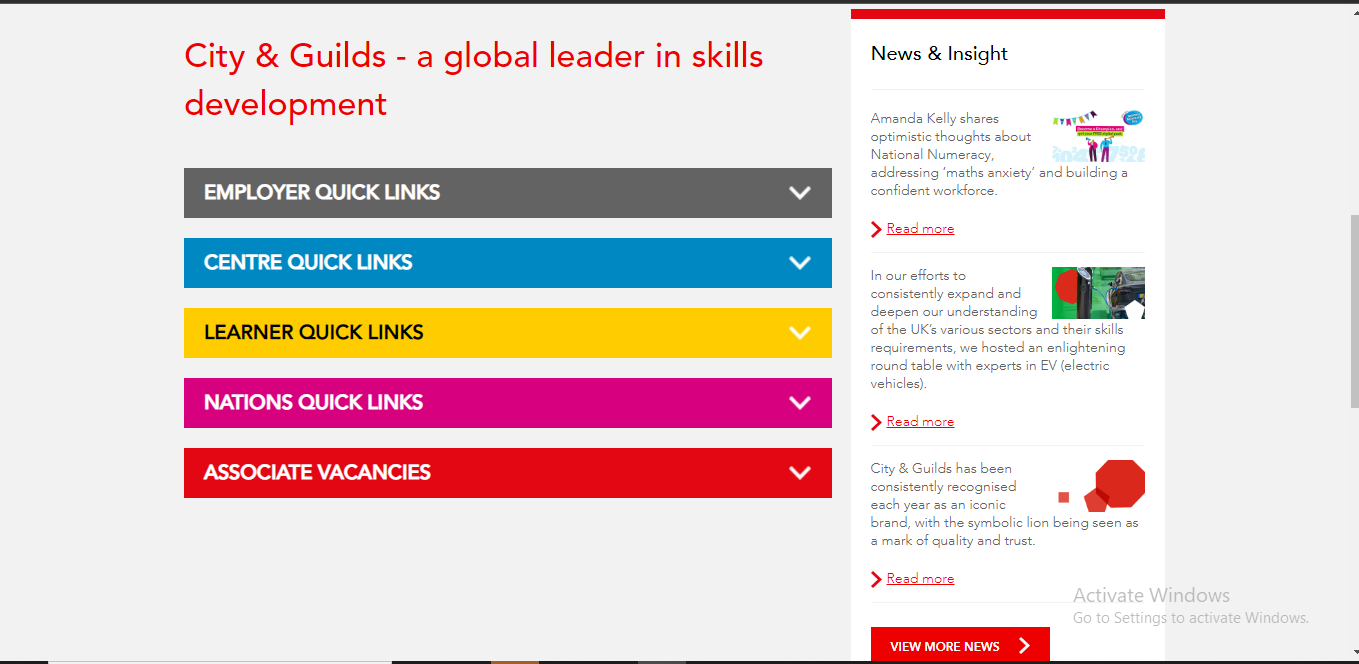 City & Guilds - a global leader in skills
development
EMPLOYER QUICK LINKS
CENTRE QUICK LINKS
LEARNER QUICK LINKS
NATIONS QUICK LINKS
ASSOCIATE VACANCIES
News & Insight
Amanda Kelly shares
optimistic thoughts about
National Numeracy,
addressing ‘maths anxiety’ and building a
confident workforce.
Read more
In our efforts to
consistently expand and
deepen our understanding
of the UK’s various sectors and their skills
requirements, we hosted an enlightening
round table with experts in EV (electric
vehicles).
Read more
City & Guilds has been
consistently recognised
each year as an iconic
brand, with the symbolic lion being seen as
a mark of quality and trust.
Read more
VIEW MORE NEWS
Activate Windows
Go to Settings to activate Windows.